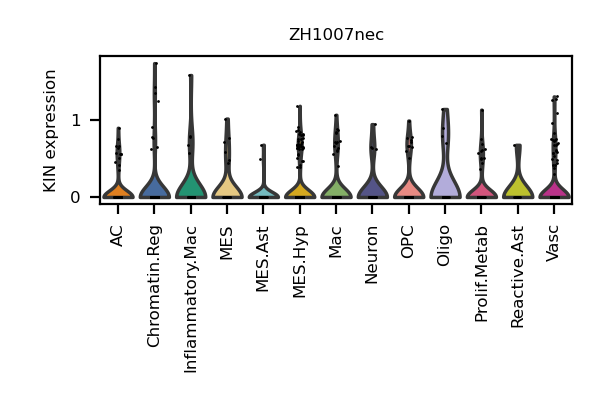 ZH1007nec
KIN expression
1
0
AC
Chromatin.Reg
Inflammatory.Mac
MES
MES.Ast
MES.Hyp
Mac
Neuron
OPC
Oligo
Prolif.Metab
Reactive.Ast
Vasc